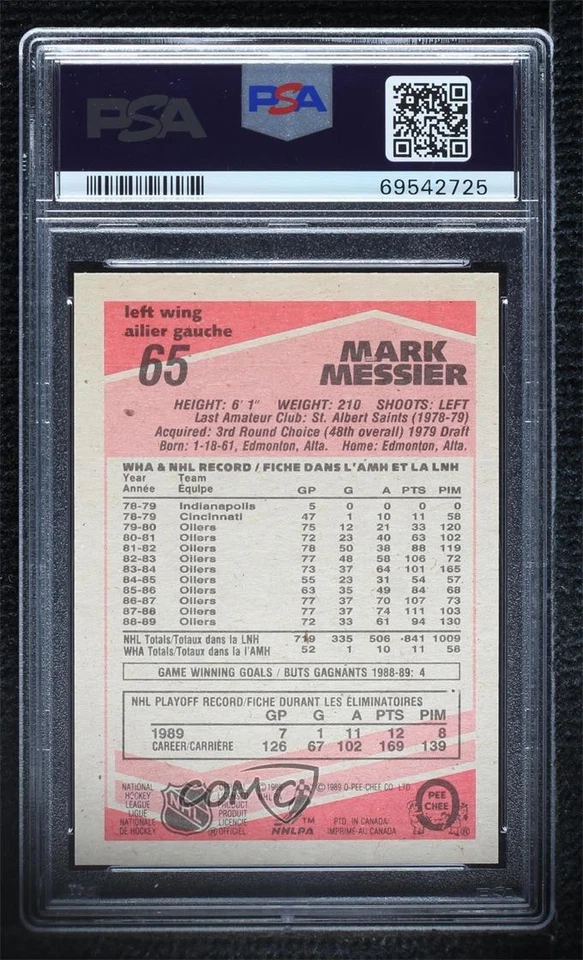 PSA PSA
69542725
left wing
ailier gauche
65
MARK
MESSIER
HEIGHT: 6' 1" WEIGHT: 210 SHOOTS: LEFT
Last Amateur Club: St. Albert Saints (1978-79)
Acquired: 3rd Round Choice (48th overall) 1979 Draft
Born: 1-18-61, Edmonton, Alta. Home: Edmonton, Alta.
WHA & NHL RECORD / FICHE DANS L'AMH ET LA LNH
Year Team
Année Équipe GP G A PTS PIM
78-79 Indianapolis 5 0 0 0 0
78-79 Cincinnati 47 1 10 11 58
79-80 Oilers 75 12 21 33 120
80-81 Oilers 72 23 40 63 102
81-82 Oilers 78 50 38 88 119
82-83 Oilers 77 48 58 106 72
83-84 Oilers 73 37 64 101 165
84-85 Oilers 55 23 31 54 57
85-86 Oilers 63 35 49 84 68
86-87 Oilers 77 37 70 107 73
87-88 Oilers 77 37 74 111 103
88-89 Oilers 72 33 61 94 130
NHL Totals/Totaux dans la LNH 719 335 506 841 1009
WHA Totals/Totaux dans la l'AMH 52 1 10 11 58
GAME WINNING GOALS / BUTS GAGNANTS 1988-89: 4
NHL PLAYOFF RECORD/FICHE DURANT LES ÉLIMINATOIRES
GP G A PTS PIM
1989 7 1 11 12 8
CAREER/CARRIÈRE 126 67 102 169 139
NATIONAL
HOCKEY
LEAGUE
LIGUE
NATIONALE
DE HOCKEY
NHL
COMC
PRODUCT
PRODUIT
LICENCIÉ
OFFICIEL
TM
NHLPA
© 1989 O-PEE-CHEE CO. LTD.
PTD. IN CANADA
IMPRIMÉ AU CANADA
®
O
PEE
CHEE